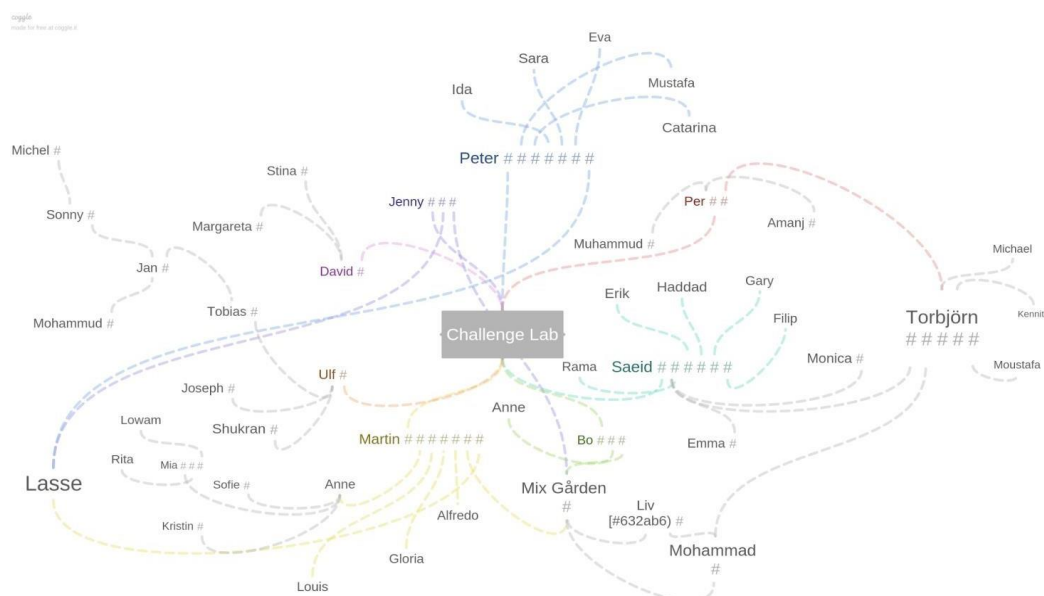 coggle
made for free at coggle.it
Eva
Sara
Mustafa
Ida
Catarina
Michel #
Peter # # # # # # #
Stina #
Jenny # # #
Per # #
Sonny #
Margareta #
Amanj #
Muhammud #
Michael
Jan #
David #
Gary
Haddad
Erik
Tobias #
Mohammud #
Filip
Kennit
Torbjörn
# # # # #
Challenge Lab
Monica #
Rama
Saeid # # # # # #
Moustafa
Ulf #
Joseph #
Anne
Lowam
Shukran #
Martin # # # # # # #
Bo # # #
Emma #
Rita
Mia # # #
Lasse
Sofie #
Anne
Mix Gården
#
Liv
[#632ab6) #
Alfredo
Kristin #
Mohammad
#
Gloria
Louis